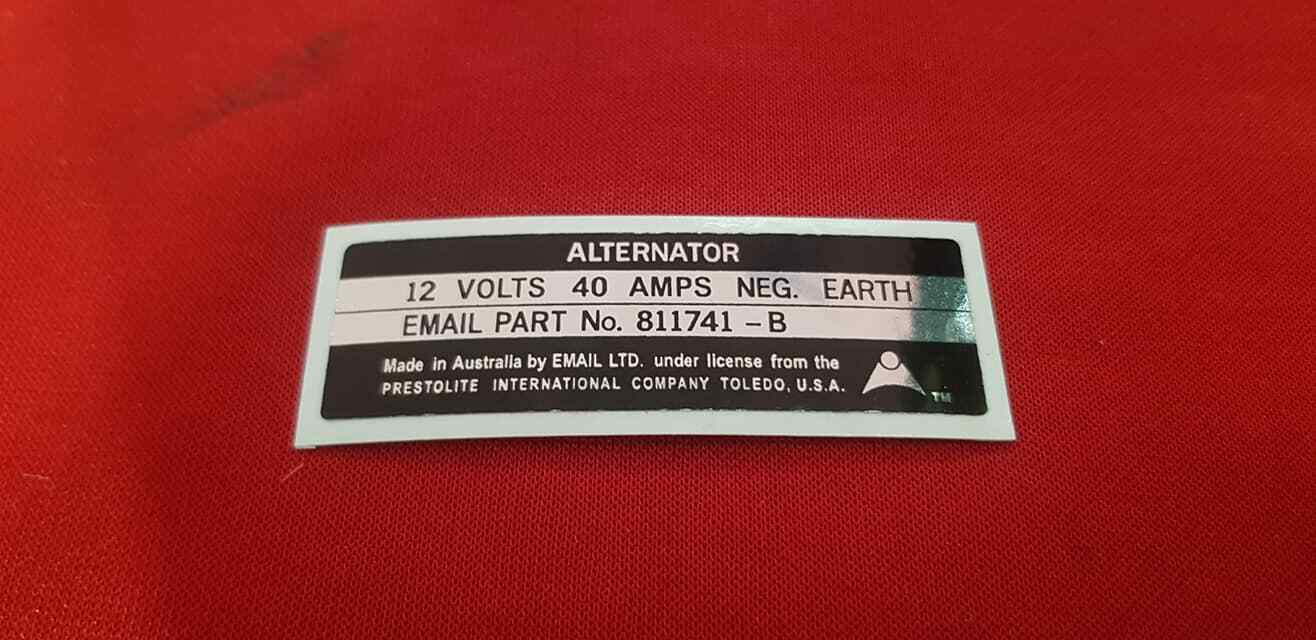 ALTERNATOR
12 VOLTS 40 AMPS NEG. EARTH
EMAIL PART No. 811741 – B
Made in Australia by EMAIL LTD. under license from the
PRESTOLITE INTERNATIONAL COMPANY TOLEDO, U.S.A.
TM